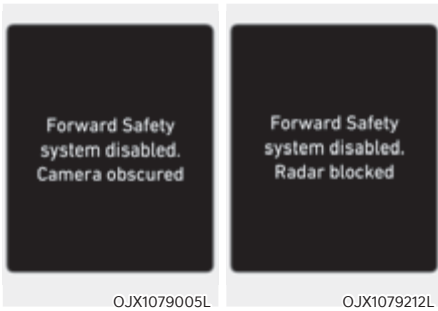 Forward Safety
system disabled.
Camera obscured
OJX1079005L
Forward Safety
system disabled.
Radar blocked
OJX1079212L